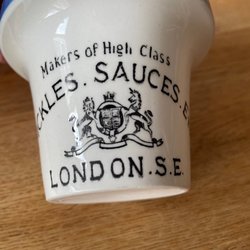 Makers of High Class
CKLES. SAUCES. E
LONDON. S.E.